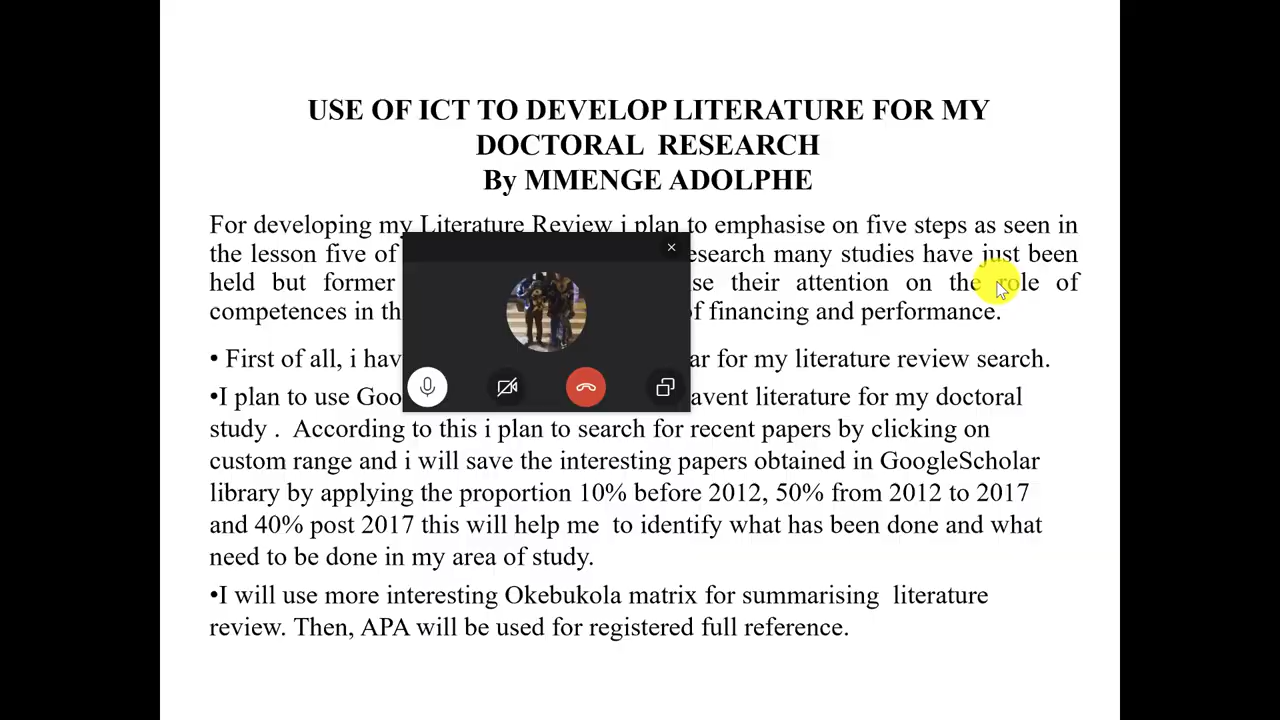 USE OF ICT TO DEVELOP LITERATURE FOR MY
DOCTORAL RESEARCH
By MMENGE ADOLPHE
For developing my Literature Review i plan to emphasise on five steps as seen in
the lesson five of esearch many studies have just been
held but former se their attention on the role of
competences in th of financing and performance.
• First of all, i hav ar for my literature review search.
•I plan to use Goo avent literature for my doctoral
study . According to this i plan to search for recent papers by clicking on
custom range and i will save the interesting papers obtained in GoogleScholar
library by applying the proportion 10% before 2012, 50% from 2012 to 2017
and 40% post 2017 this will help me to identify what has been done and what
need to be done in my area of study.
•I will use more interesting Okebukola matrix for summarising literature
review. Then, APA will be used for registered full reference.